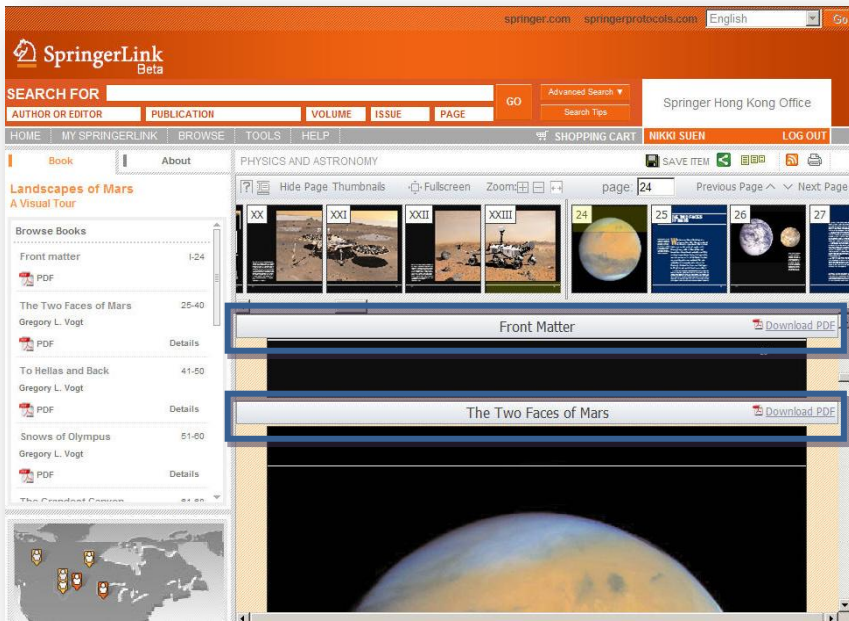 springer.com springerprotocols.com English Go
SpringerLink
Beta
SEARCH FOR
GO
Advanced Search ▼
Search Tips
AUTHOR OR EDITOR PUBLICATION VOLUME ISSUE PAGE
Springer Hong Kong Office
HOME MY SPRINGERLINK BROWSE TOOLS HELP SHOPPING CART NIKKI SUEN LOG OUT
Book About
PHYSICS AND ASTRONOMY SAVE ITEM
Landscapes of Mars
A Visual Tour
Hide Page Thumbnails Fullscreen Zoom: page: 24 Previous Page Next Page
XX XXI XXII XXIII 24 25 26 27
Browse Books
Front matter I-24
PDF
The Two Faces of Mars 25-40
Gregory L. Vogt
PDF Details
To Hellas and Back 41-50
Gregory L. Vogt
PDF Details
Snows of Olympus 51-60
Gregory L. Vogt
PDF Details
Front Matter Download PDF
The Two Faces of Mars Download PDF